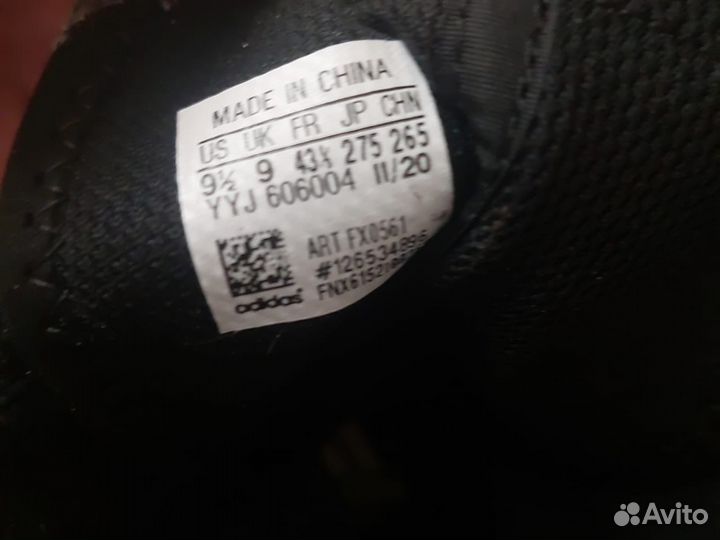 MADE IN CHINA
US UK FR JP CHN
9½ 9 43⅓ 275 265
YYJ 606004 11/20
ART FX0561
#126534996
adidas
Avito